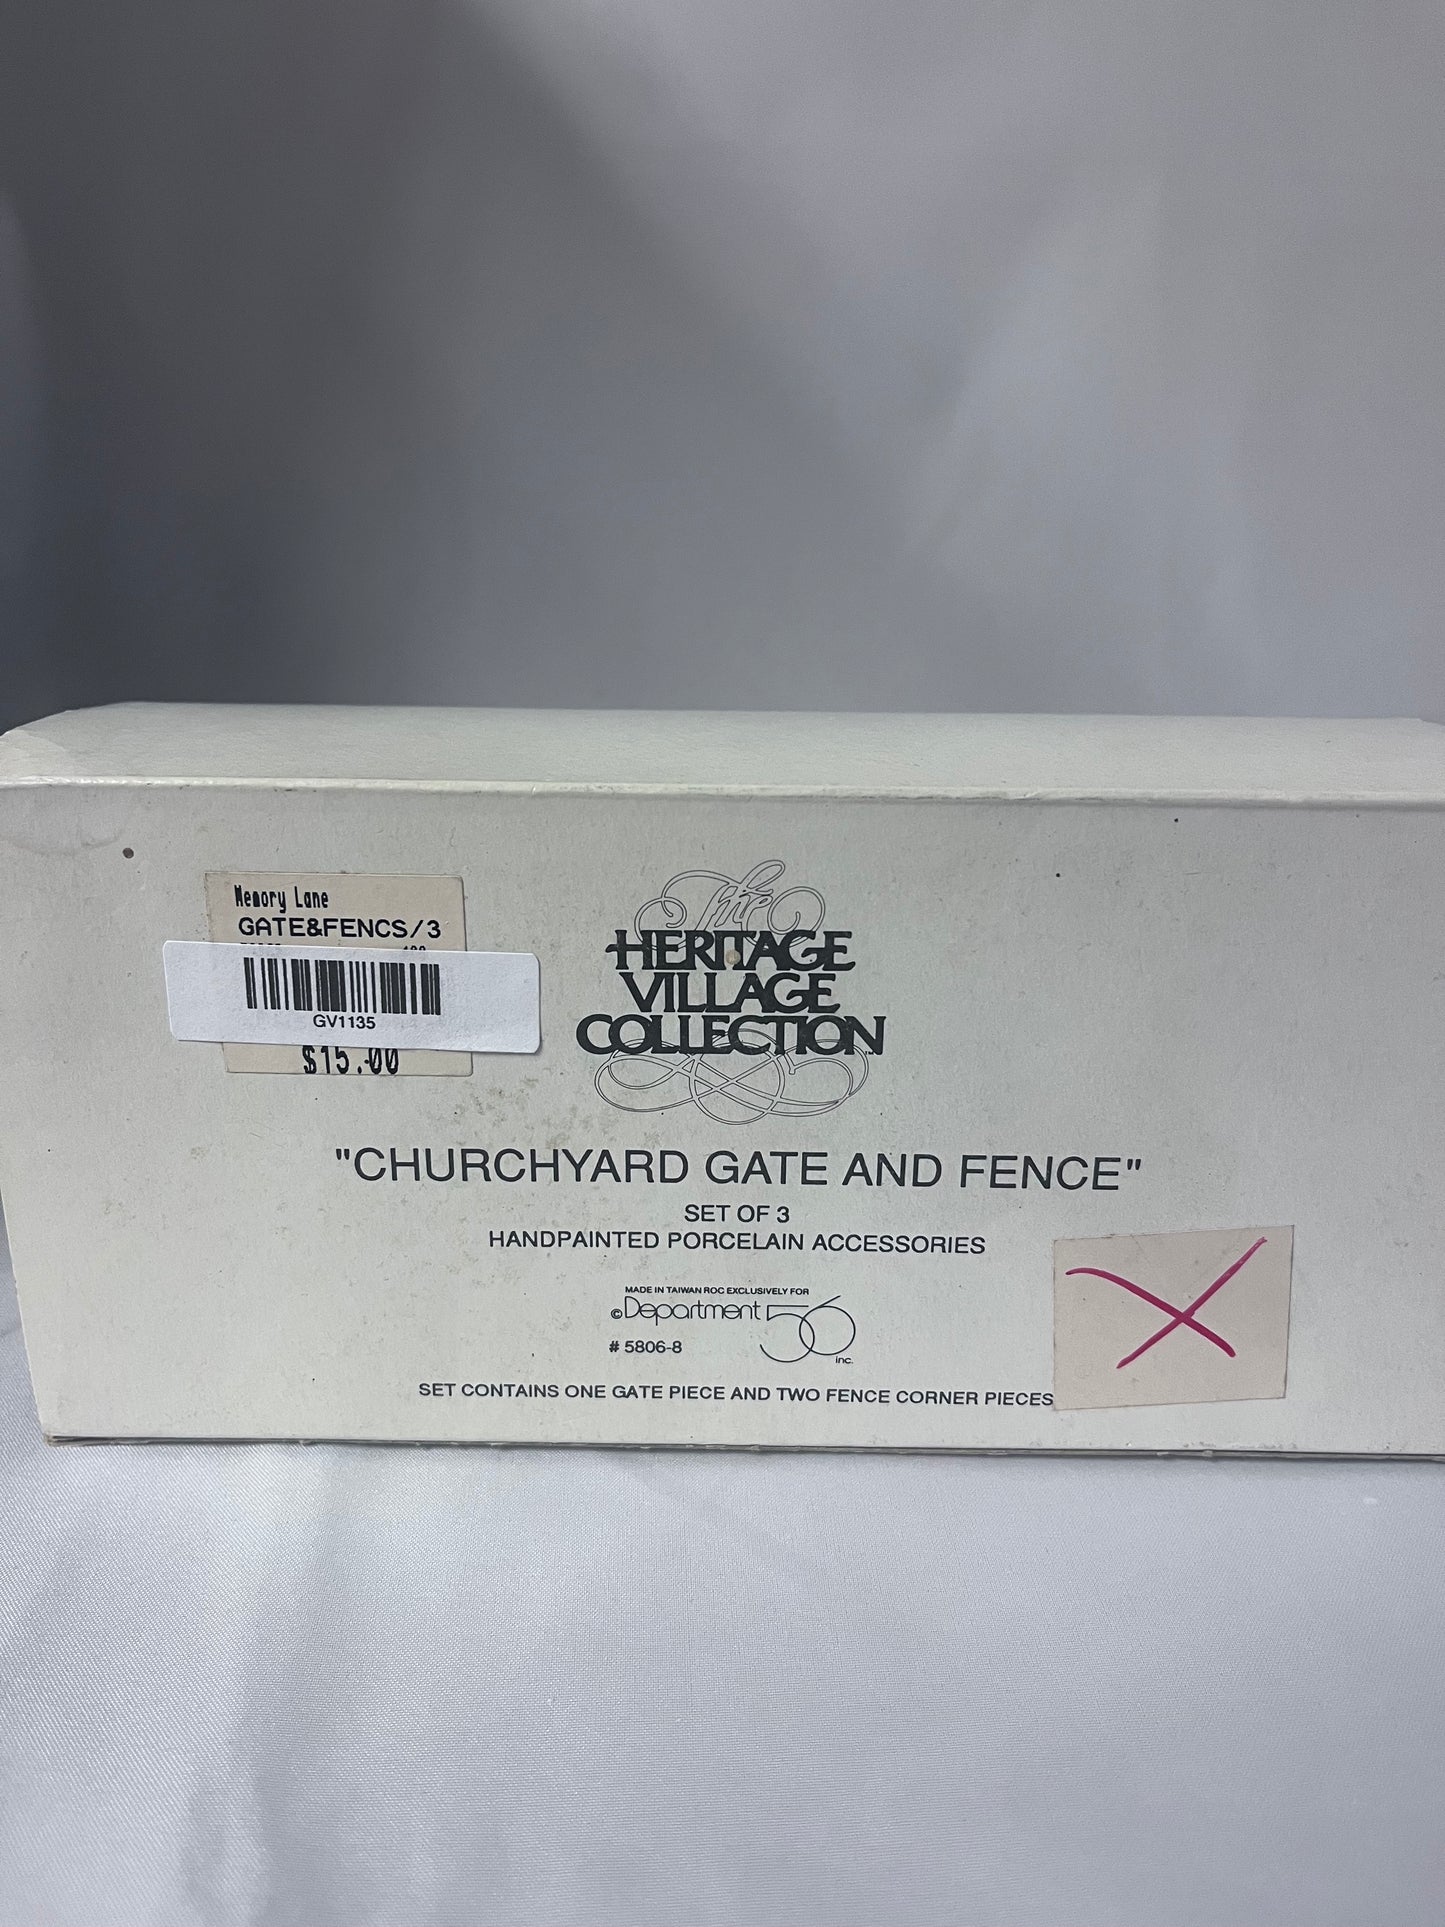 Memory Lane
GATE&FENCS/3
GV1135
$15.00
The
HERITAGE
VILLAGE
COLLECTION
"CHURCHYARD GATE AND FENCE"
SET OF 3
HANDPAINTED PORCELAIN ACCESSORIES
MADE IN TAIWAN ROC EXCLUSIVELY FOR
©Department 56
inc.
# 5806-8
SET CONTAINS ONE GATE PIECE AND TWO FENCE CORNER PIECES
X